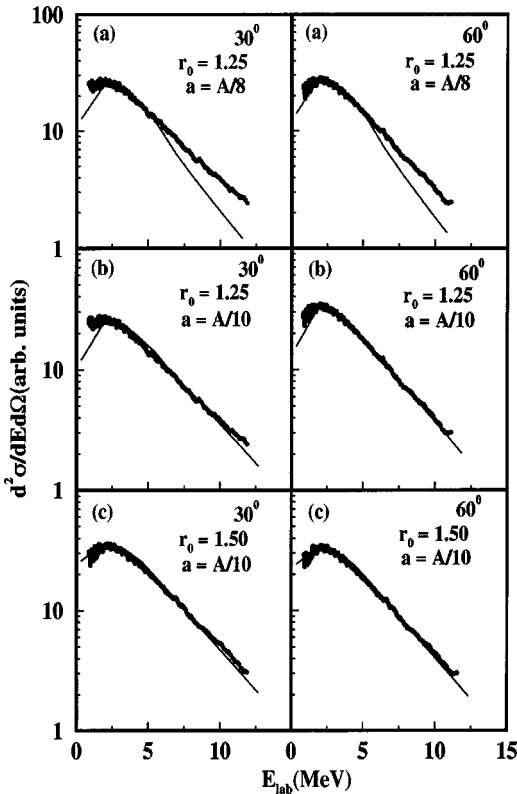 100
(a) 30⁰
r₀ = 1.25
a = A/8
(a) 60⁰
r₀ = 1.25
a = A/8
10
1
(b) 30⁰
r₀ = 1.25
a = A/10
(b) 60⁰
r₀ = 1.25
a = A/10
10
1
(c) 30⁰
r₀ = 1.50
a = A/10
(c) 60⁰
r₀ = 1.50
a = A/10
10
1
d²σ/dEdΩ(arb. units)
0 5 10 0 5 10 15
E_lab(MeV)